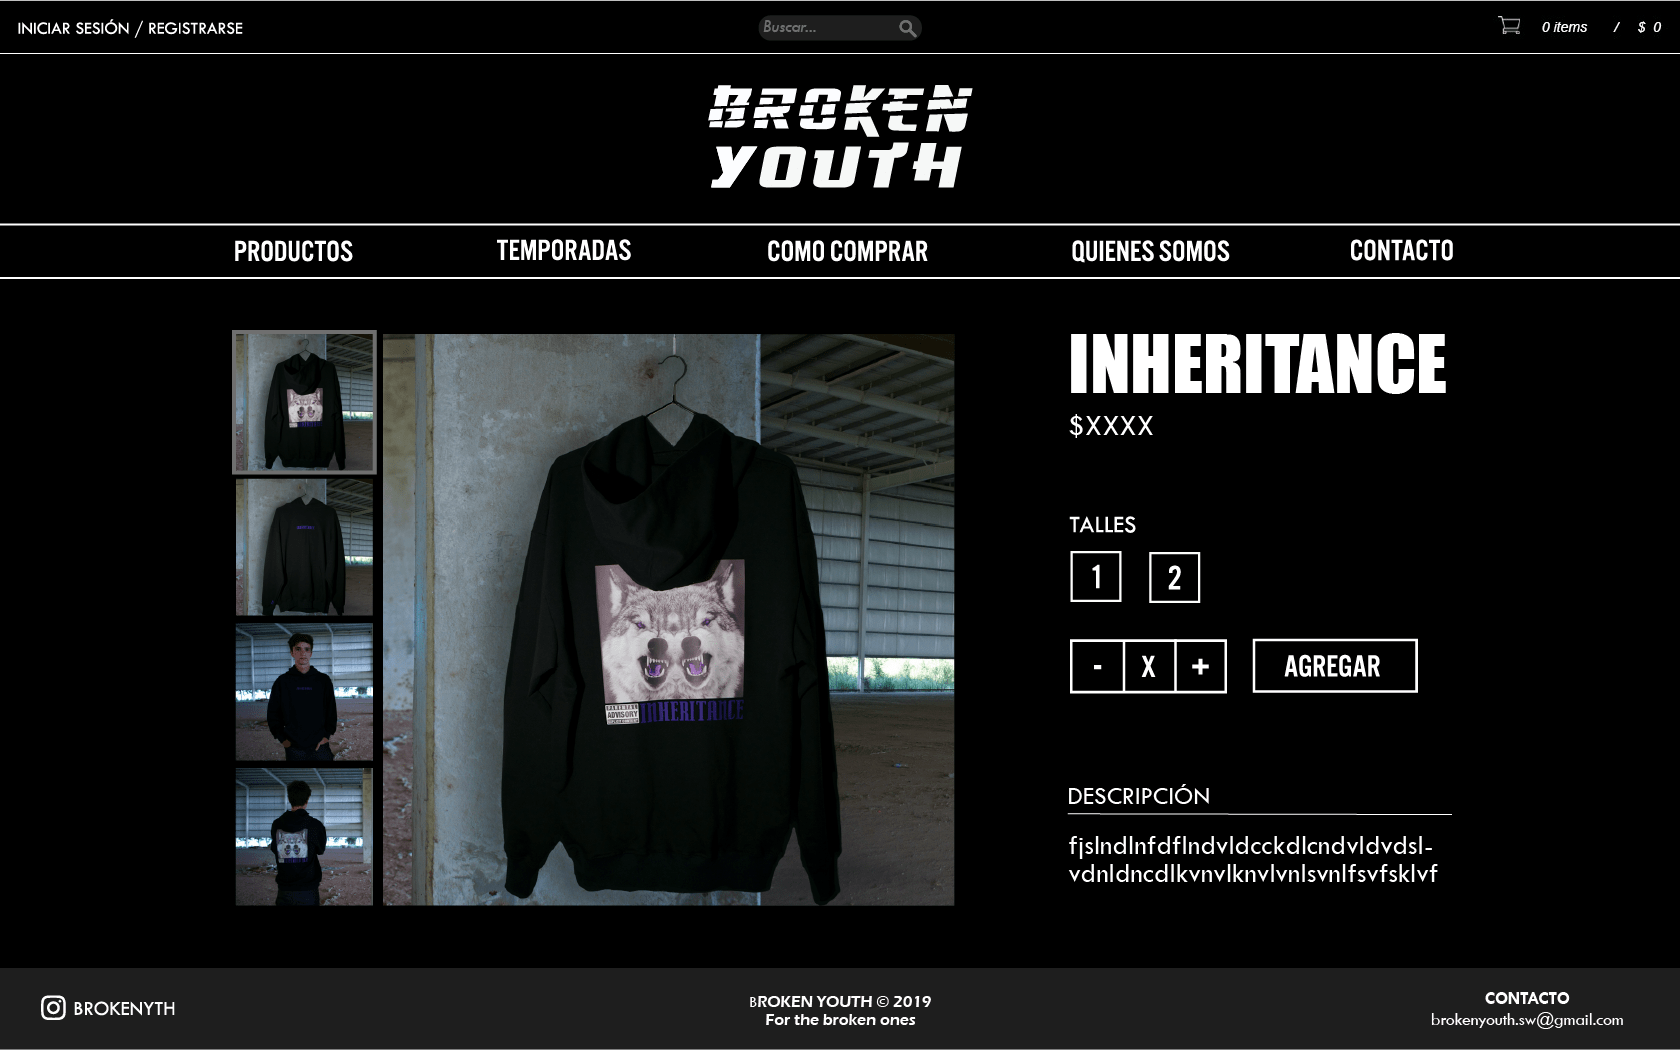 INICIAR SESIÓN / REGISTRARSE
Buscar...
0 items / $ 0
BROKEN
YOUTH
PRODUCTOS
TEMPORADAS
COMO COMPRAR
QUIENES SOMOS
CONTACTO
INHERITANCE
$XXXX
TALLES
1 2
- X +
AGREGAR
PARENTAL
ADVISORY
INHERITANCE
DESCRIPCIÓN
fjslndlnfdflndvldcckdlcndvldvdsl-
vdnldncdlkvnvlknvlvnlsvnlfsvfsklvf
BROKENYTH
BROKEN YOUTH © 2019
For the broken ones
CONTACTO
brokenyouth.sw@gmail.com